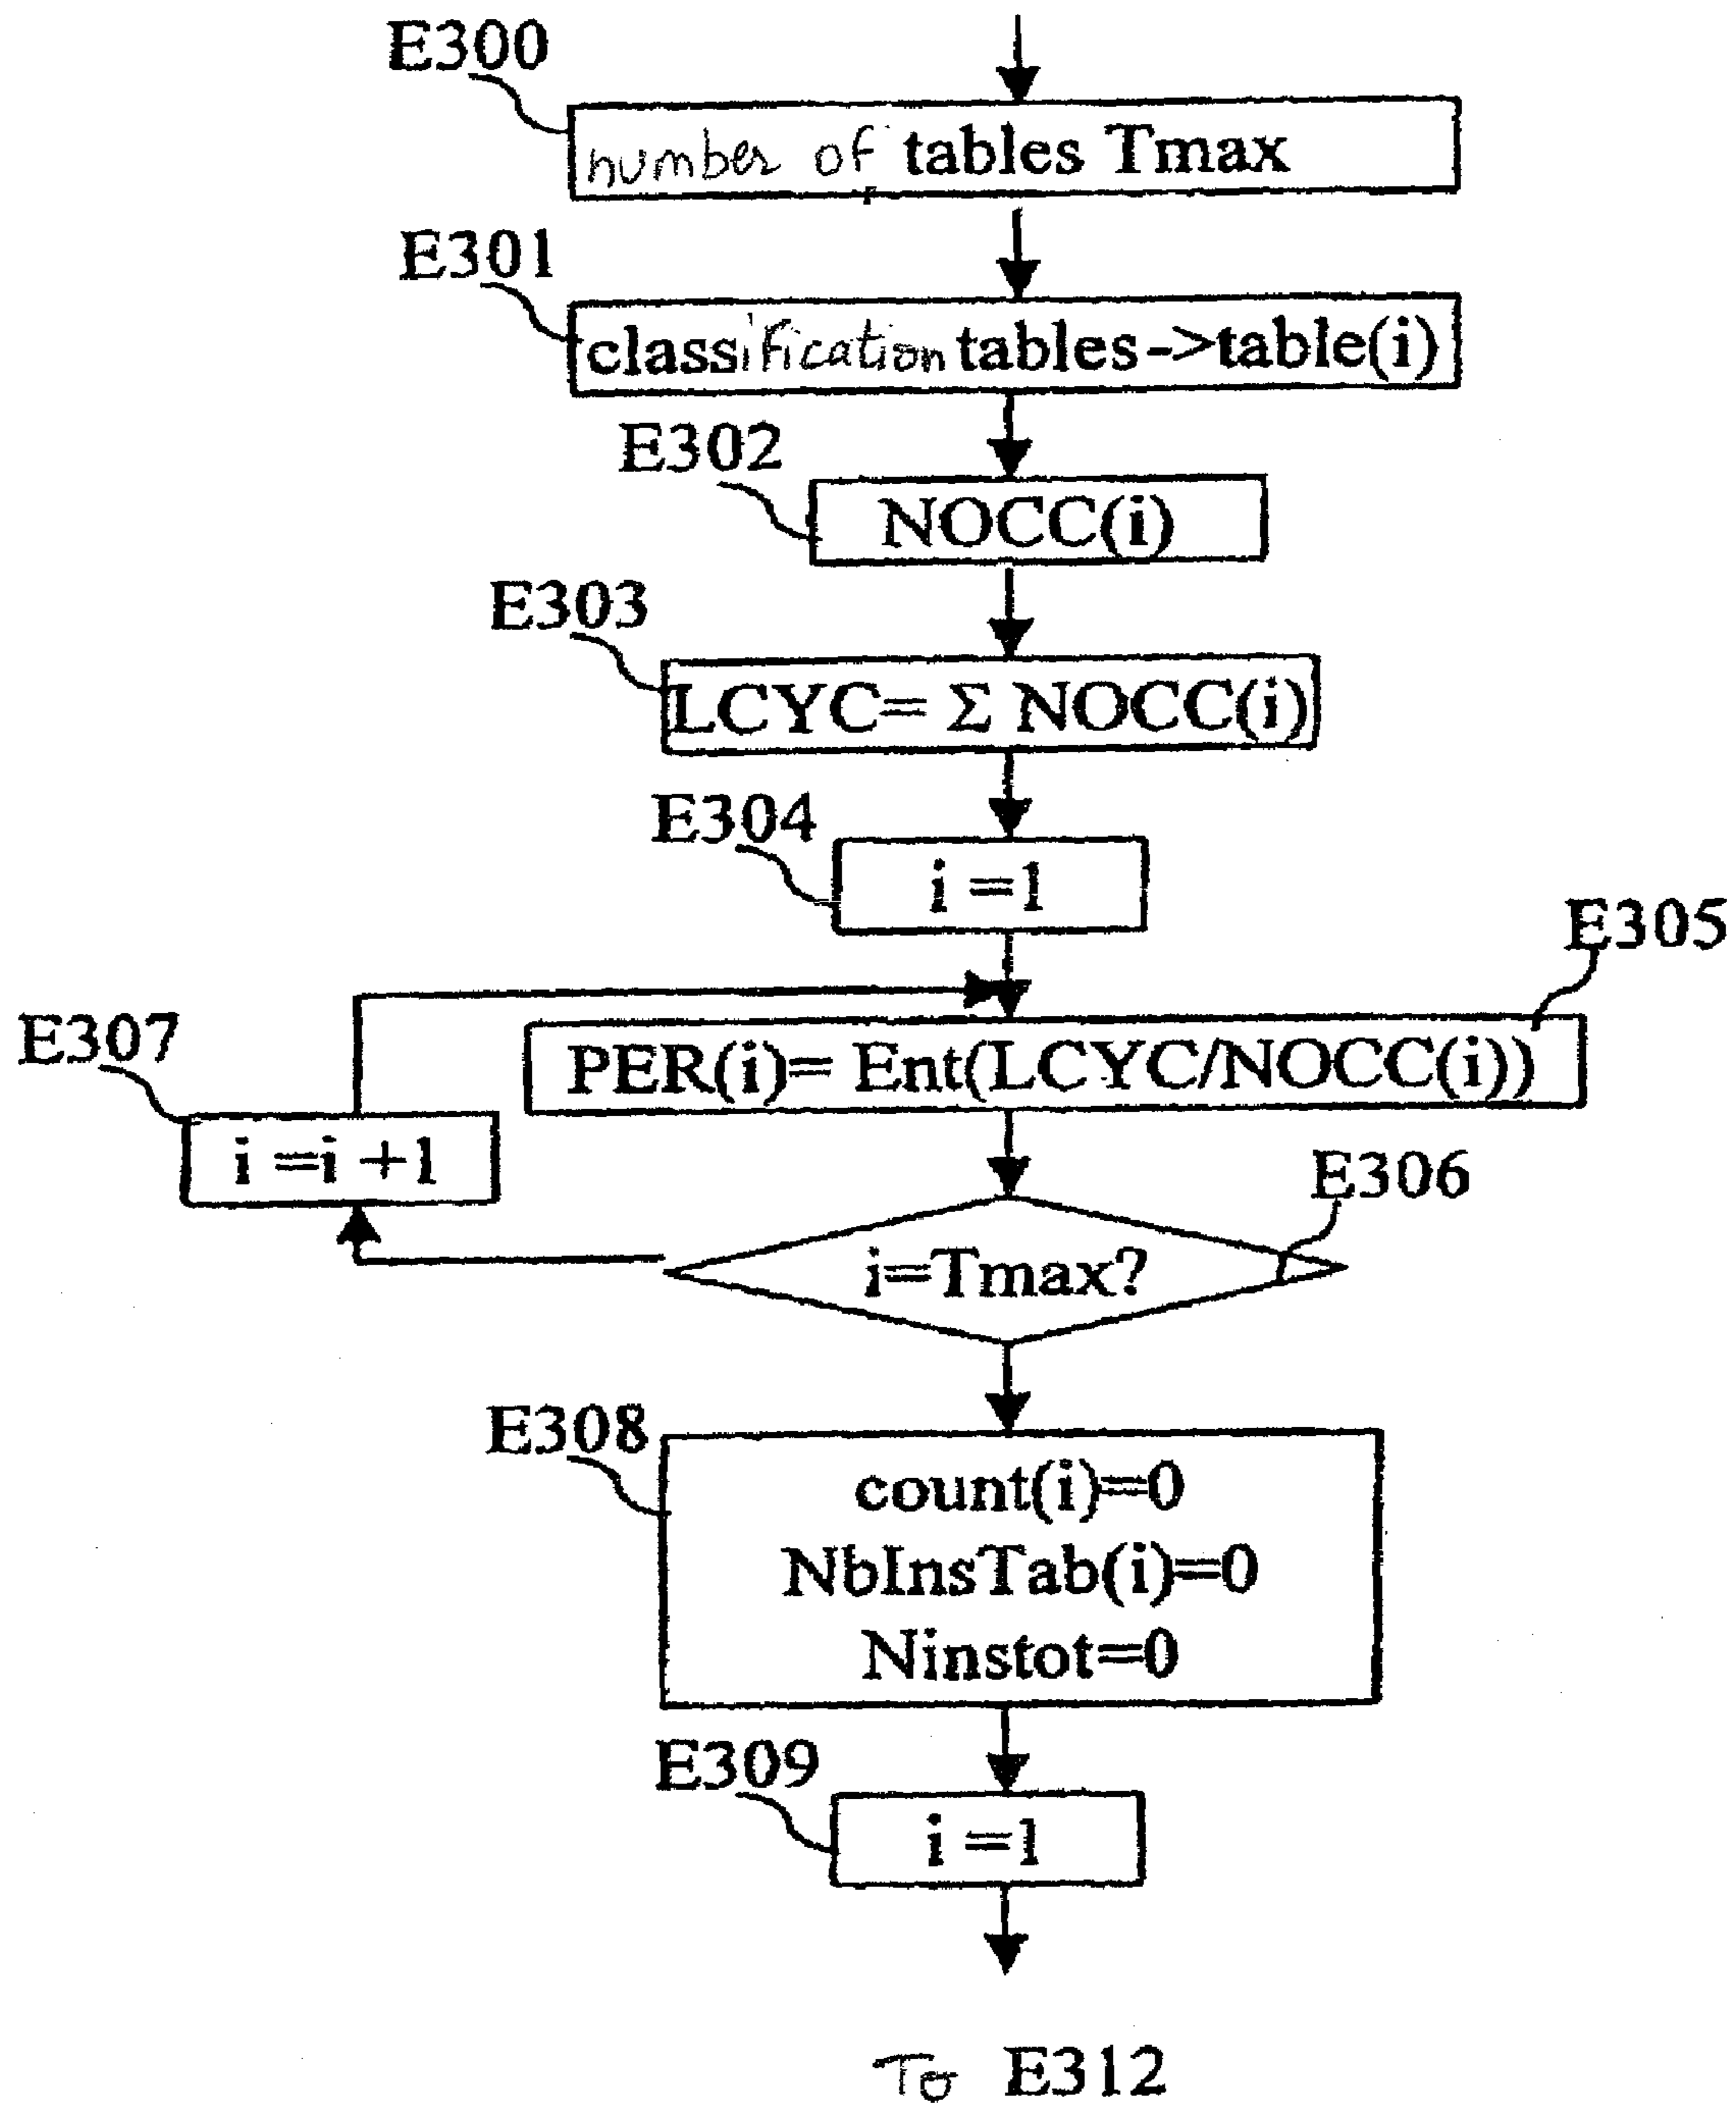 E300
number of tables Tmax
E301
classification tables->table(i)
E302
NOCC(i)
E303
LCYC= Σ NOCC(i)
E304
i =1
E305
PER(i)= Ent(LCYC/NOCC(i))
E307
i =i +1
E306
i=Tmax?
E308
count(i)=0
NbInsTab(i)=0
Ninstot=0
E309
i =1
To E312